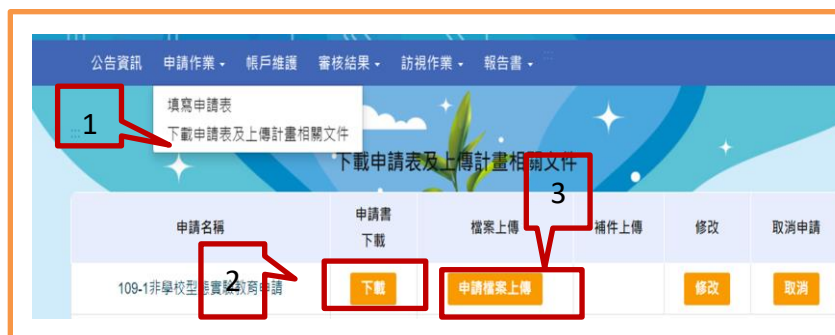 公告資訊 申請作業 帳戶維護 審核結果 訪視作業 報告書
填寫申請表
1
下載申請表及上傳計畫相關文件
下載申請表及上傳計畫相關文件
3
申請名稱 申請書下載 檔案上傳 補件上傳 修改 取消申請
2
109-1非學校型態實驗教育申請 下載 申請檔案上傳 修改 取消